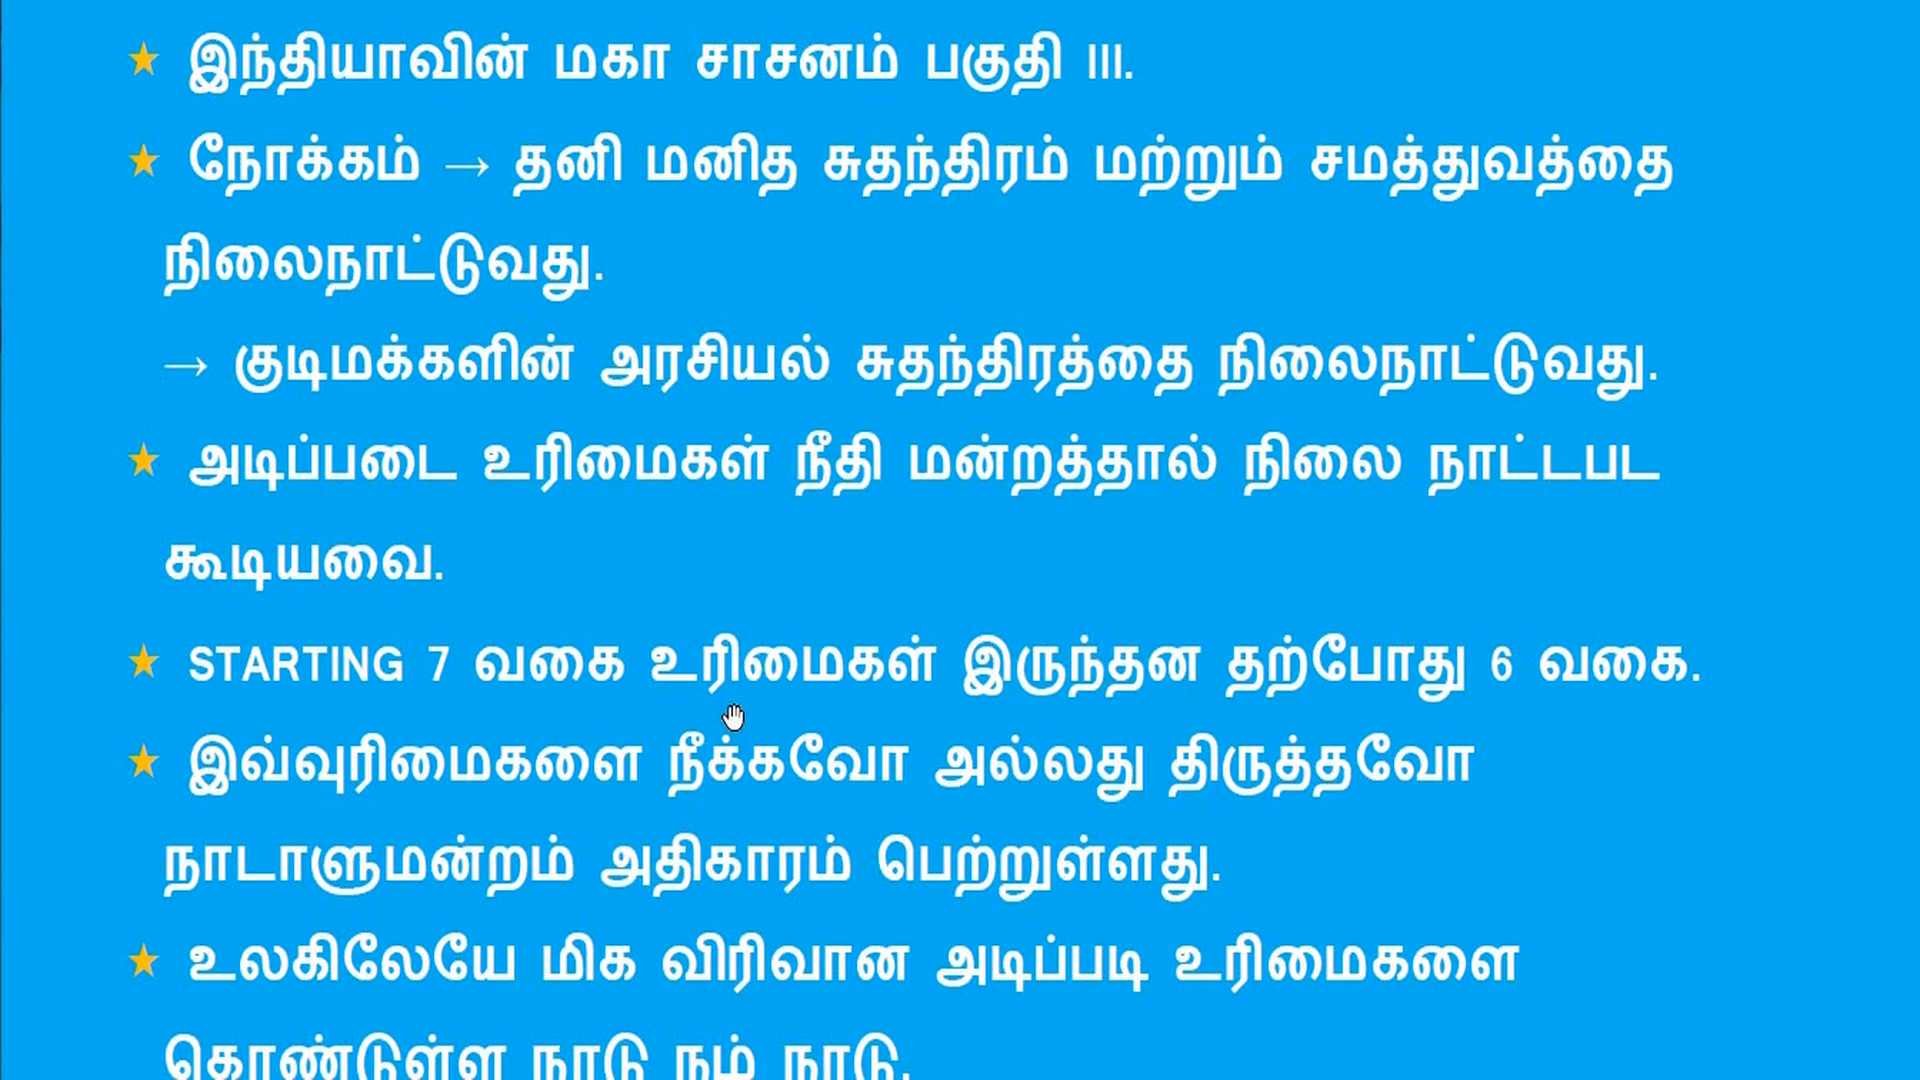 ★ இந்தியாவின் மகா சாசனம் பகுதி III.
★ நோக்கம் → தனி மனித சுதந்திரம் மற்றும் சமத்துவத்தை
நிலைநாட்டுவது.
→ குடிமக்களின் அரசியல் சுதந்திரத்தை நிலைநாட்டுவது.
★ அடிப்படை உரிமைகள் நீதி மன்றத்தால் நிலை நாட்டபட
கூடியவை.
★ STARTING 7 வகை உரிமைகள் இருந்தன தற்போது 6 வகை.
★ இவ்வுரிமைகளை நீக்கவோ அல்லது திருத்தவோ
நாடாளுமன்றம் அதிகாரம் பெற்றுள்ளது.
★ உலகிலேயே மிக விரிவான அடிப்படி உரிமைகளை
கொண்டுள்ள நாடு நம் நாடு.